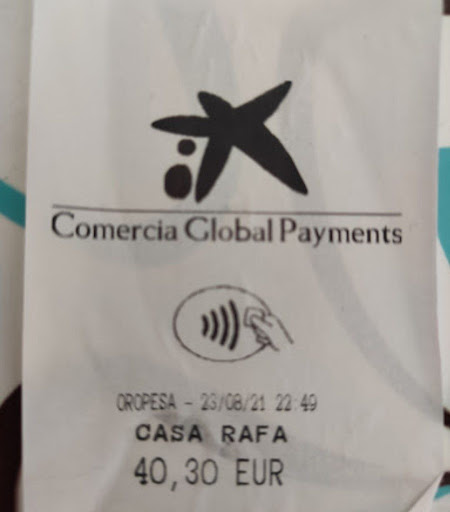 Comercia Global Payments
OROPESA - 23/08/21 22:49
CASA RAFA
40,30 EUR